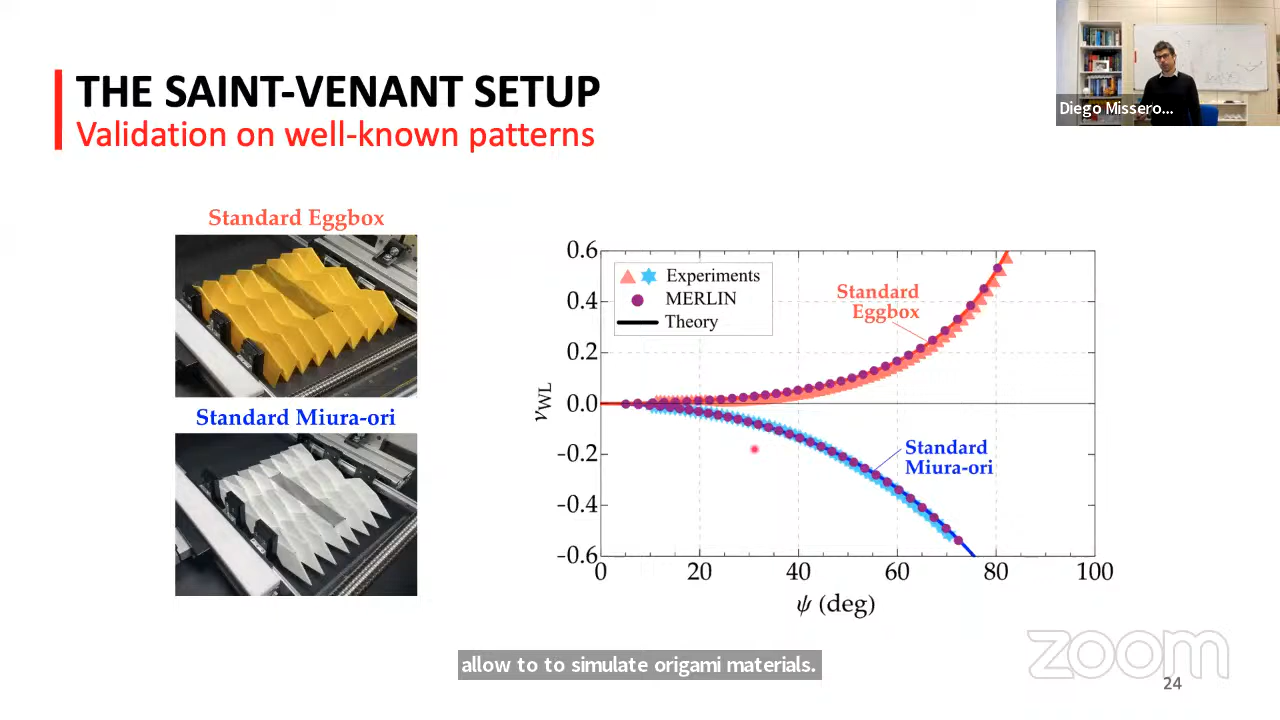 THE SAINT-VENANT SETUP
Validation on well-known patterns
Diego Missero...
Standard Eggbox
Standard Miura-ori
0.6
0.4
0.2
0.0
-0.2
-0.4
-0.6
νWL
Experiments
MERLIN
Theory
Standard
Eggbox
Standard
Miura-ori
0 20 40 60 80 100
ψ (deg)
allow to to simulate origami materials.
zoom
24